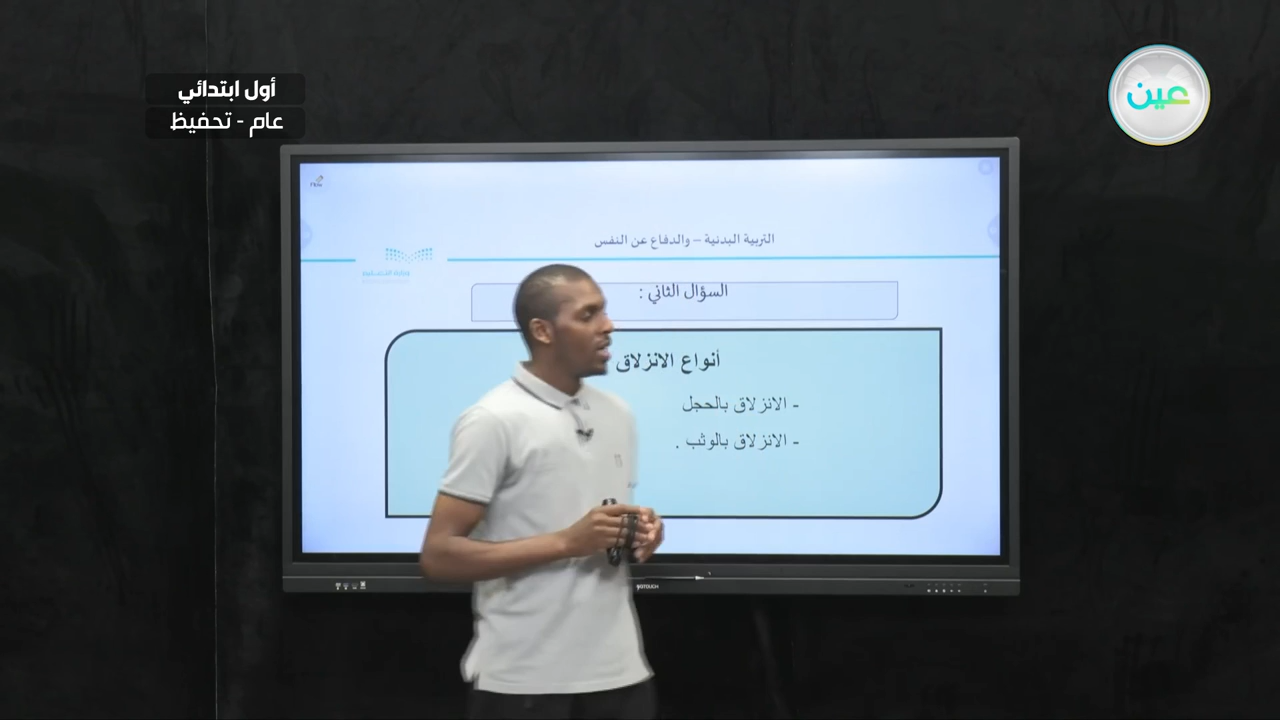 أول ابتدائي
عام - تحفيظ
عين
التربية البدنية – والدفاع عن النفس
السؤال الثاني :
أنواع الانزلاق
- الانزلاق بالحجل
- الانزلاق بالوثب .